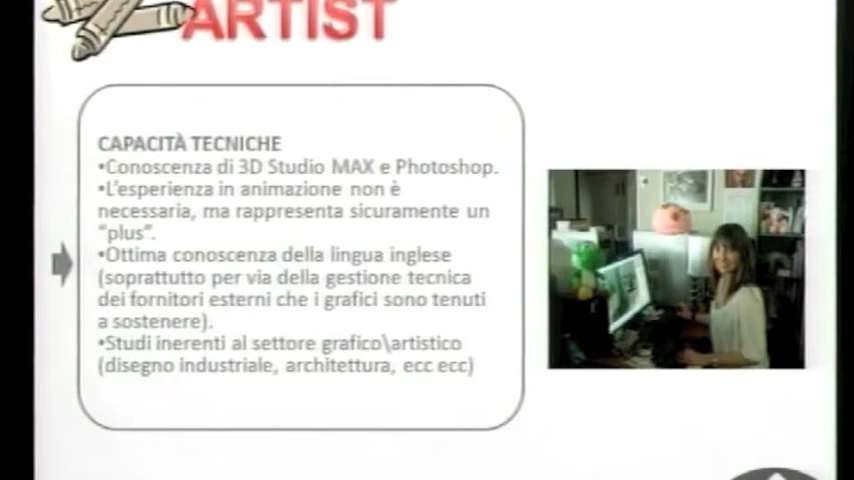 ARTIST
CAPACITÀ TECNICHE
•Conoscenza di 3D Studio MAX e Photoshop.
•L'esperienza in animazione non è
necessaria, ma rappresenta sicuramente un
"plus".
•Ottima conoscenza della lingua inglese
(soprattutto per via della gestione tecnica
dei fornitori esterni che i grafici sono tenuti
a sostenere).
•Studi inerenti al settore grafico\artistico
(disegno industriale, architettura, ecc ecc)